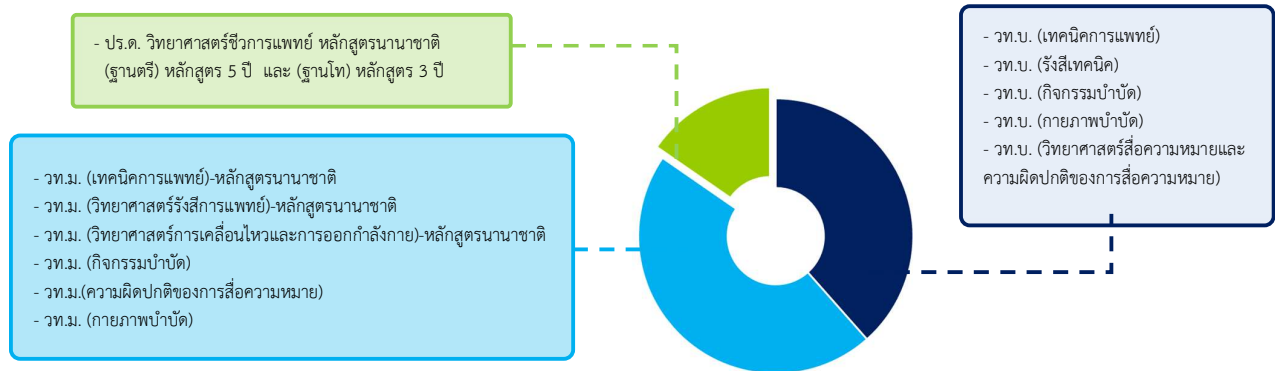 - ปร.ด. วิทยาศาสตร์ชีวการแพทย์ หลักสูตรนานาชาติ
(ฐานตรี) หลักสูตร 5 ปี และ (ฐานโท) หลักสูตร 3 ปี
- วท.ม. (เทคนิคการแพทย์)-หลักสูตรนานาชาติ
- วท.ม. (วิทยาศาสตร์รังสีการแพทย์)-หลักสูตรนานาชาติ
- วท.ม. (วิทยาศาสตร์การเคลื่อนไหวและการออกกำลังกาย)-หลักสูตรนานาชาติ
- วท.ม. (กิจกรรมบำบัด)
- วท.ม.(ความผิดปกติของการสื่อความหมาย)
- วท.ม. (กายภาพบำบัด)
- วท.บ. (เทคนิคการแพทย์)
- วท.บ. (รังสีเทคนิค)
- วท.บ. (กิจกรรมบำบัด)
- วท.บ. (กายภาพบำบัด)
- วท.บ. (วิทยาศาสตร์สื่อความหมายและ
ความผิดปกติของการสื่อความหมาย)